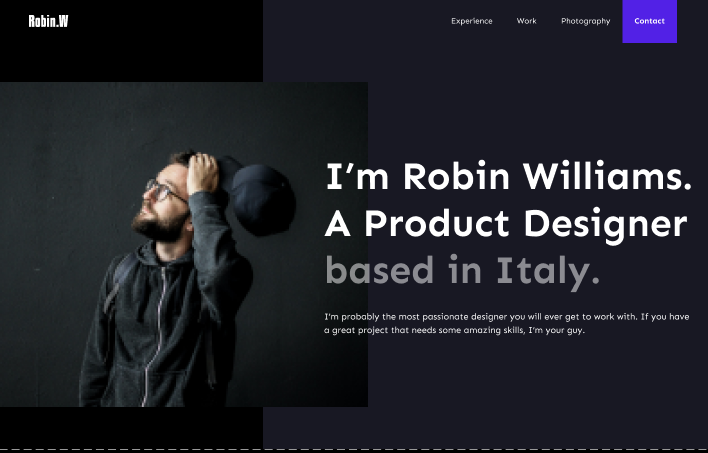 Robin.W
Experience Work Photography Contact
I’m Robin Williams.
A Product Designer
based in Italy.
I’m probably the most passionate designer you will ever get to work with. If you have
a great project that needs some amazing skills, I’m your guy.